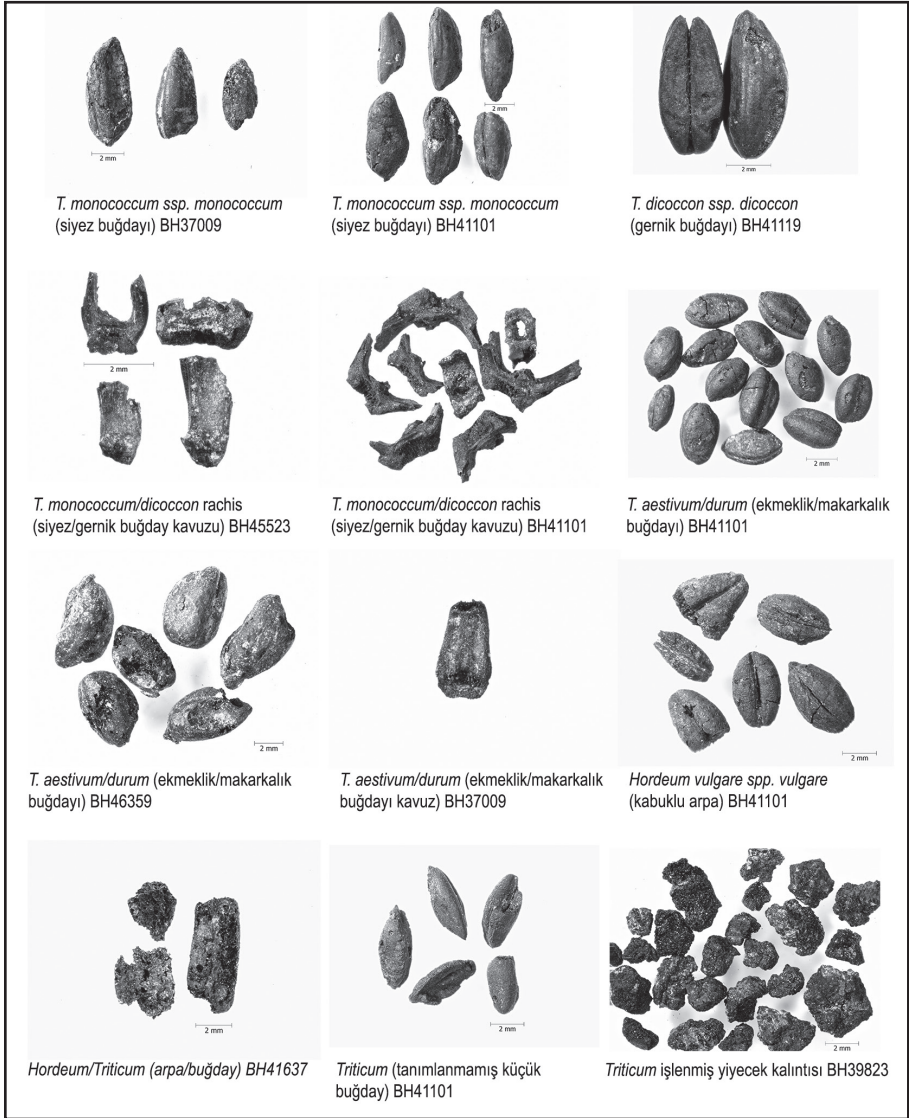 2 mm
2 mm
2 mm
T. monococcum ssp. monococcum
(siyez buğdayı) BH37009
T. monococcum ssp. monococcum
(siyez buğdayı) BH41101
T. dicoccon ssp. dicoccon
(gernik buğdayı) BH41119
2 mm
2 mm
T. monococcum/dicoccon rachis
(siyez/gernik buğday kavuzu) BH45523
T. monococcum/dicoccon rachis
(siyez/gernik buğday kavuzu) BH41101
T. aestivum/durum (ekmeklik/makarkalık
buğdayı) BH41101
2 mm
2 mm
T. aestivum/durum (ekmeklik/makarkalık
buğdayı) BH46359
T. aestivum/durum (ekmeklik/makarkalık
buğdayı kavuz) BH37009
Hordeum vulgare spp. vulgare
(kabuklu arpa) BH41101
2 mm
2 mm
2 mm
Hordeum/Triticum (arpa/buğday) BH41637
Triticum (tanımlanmamış küçük
buğday) BH41101
Triticum işlenmiş yiyecek kalıntısı BH39823